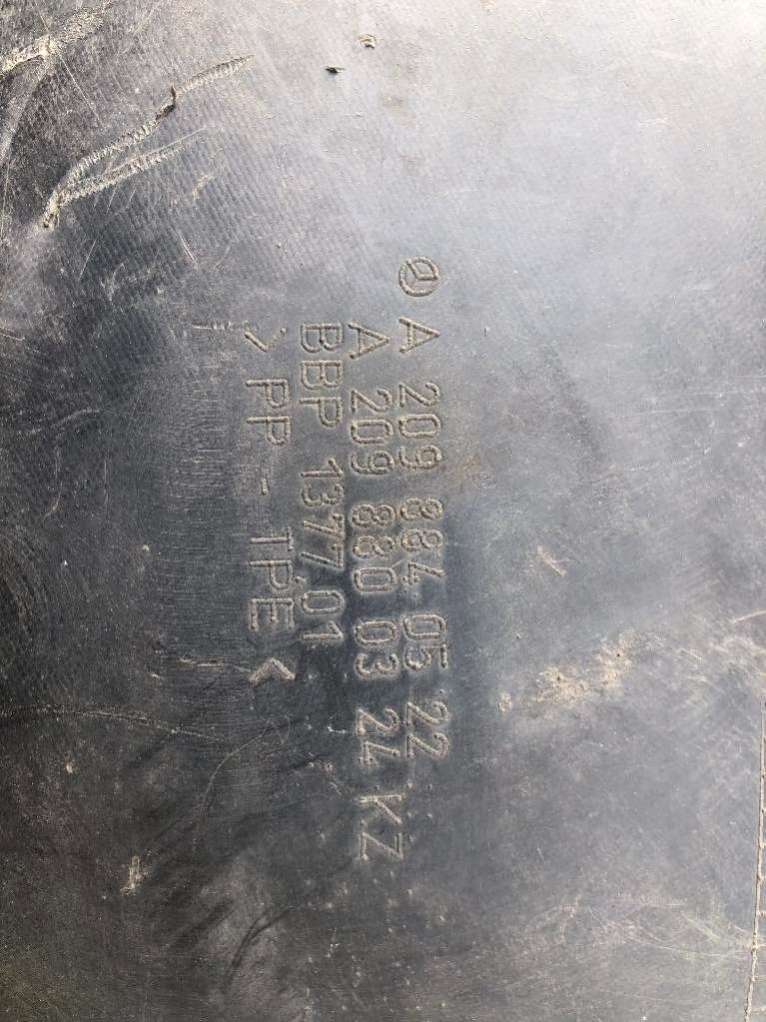 A 209 884 05 22
A 209 880 03 24 KZ
BBP 1377.01
> PP - TPE <